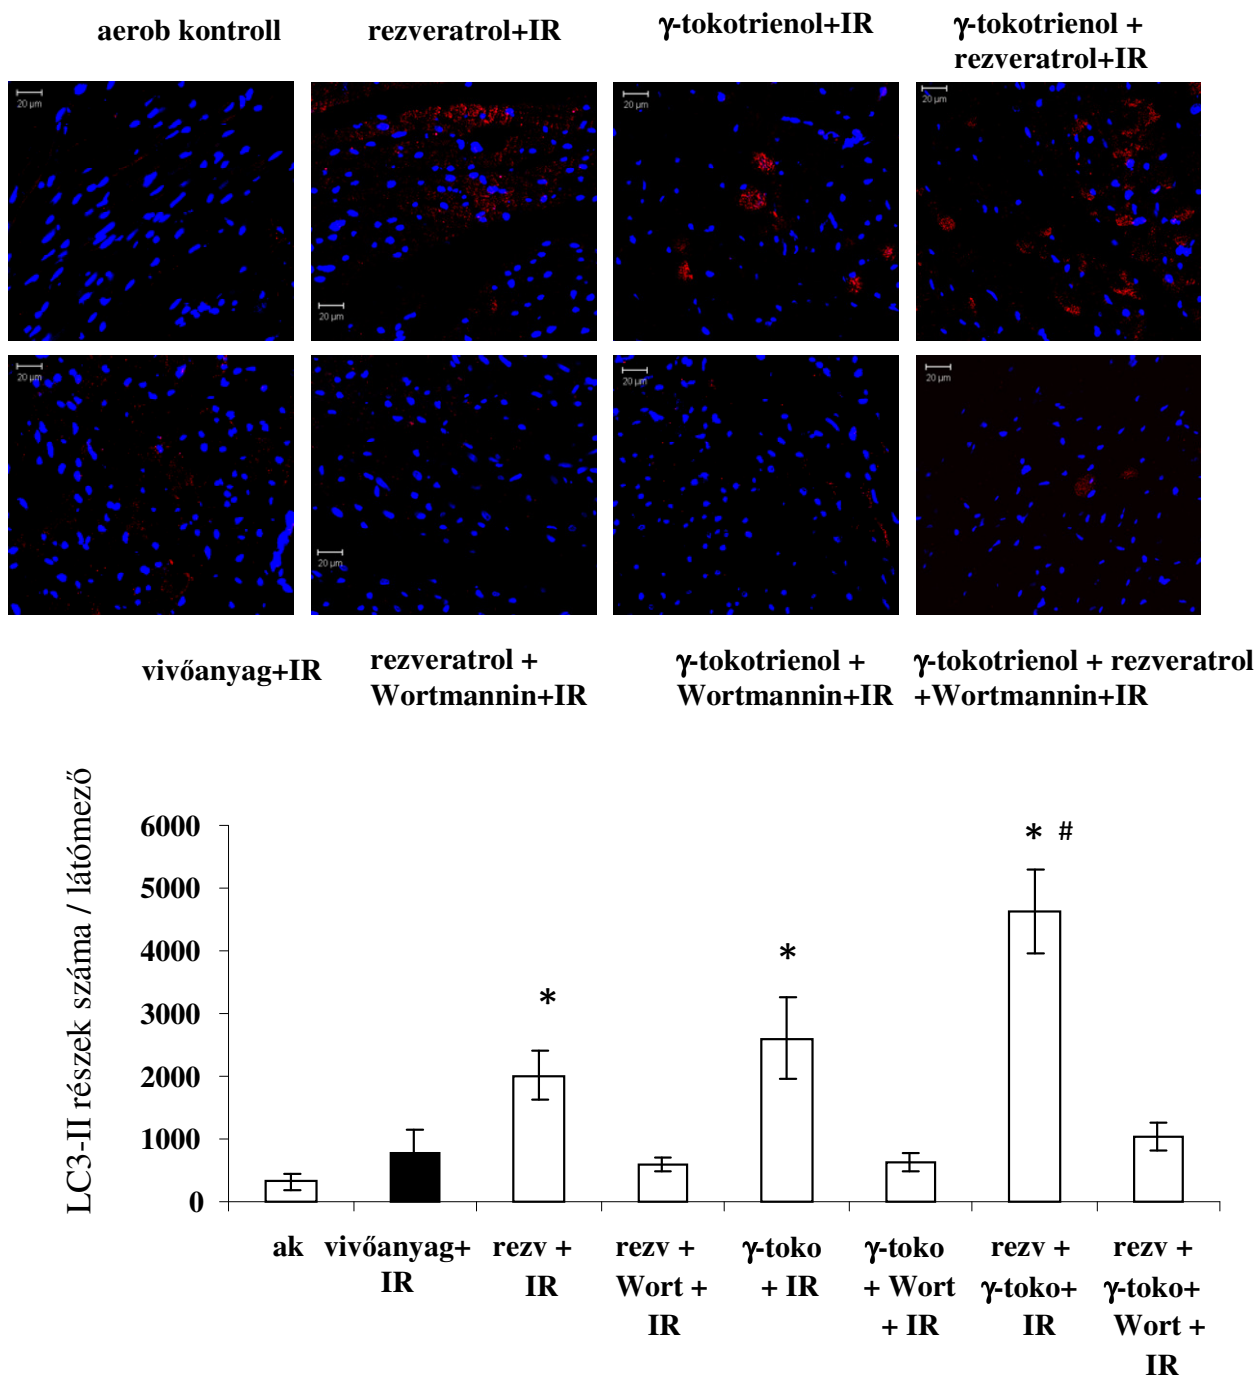 aerob kontroll
rezveratrol+IR
γ-tokotrienol+IR
γ-tokotrienol +
rezveratrol+IR
20 µm
20 µm
20 µm
20 µm
20 µm
20 µm
20 µm
20 µm
vivőanyag+IR
rezveratrol +
Wortmannin+IR
γ-tokotrienol +
Wortmannin+IR
γ-tokotrienol + rezveratrol
+Wortmannin+IR
LC3-II részek száma / látómező
6000
5000
4000
3000
2000
1000
0
*
*
* #
ak
vivőanyag+
IR
rezv +
IR
rezv +
Wort +
IR
γ-toko
+ IR
γ-toko
+ Wort
+ IR
rezv +
γ-toko+
IR
rezv +
γ-toko+
Wort +
IR